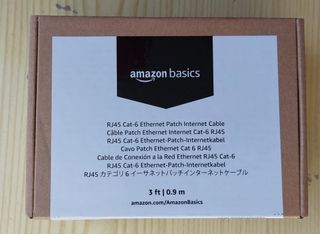 amazon basics
RJ45 Cat-6 Ethernet Patch Internet Cable
Câble Patch Ethernet Internet Cat-6 RJ45
RJ45 Cat-6 Ethernet-Patch-Internetkabel
Cavo Patch Ethernet Cat 6 RJ45
Cable de Conexión a la Red Ethernet RJ45 Cat-6
RJ45 Cat-6 Ethernet-Patch-Internetkabel
RJ45 カテゴリ 6 イーサネットパッチインターネットケーブル
3 ft | 0.9 m
amazon.com/AmazonBasics